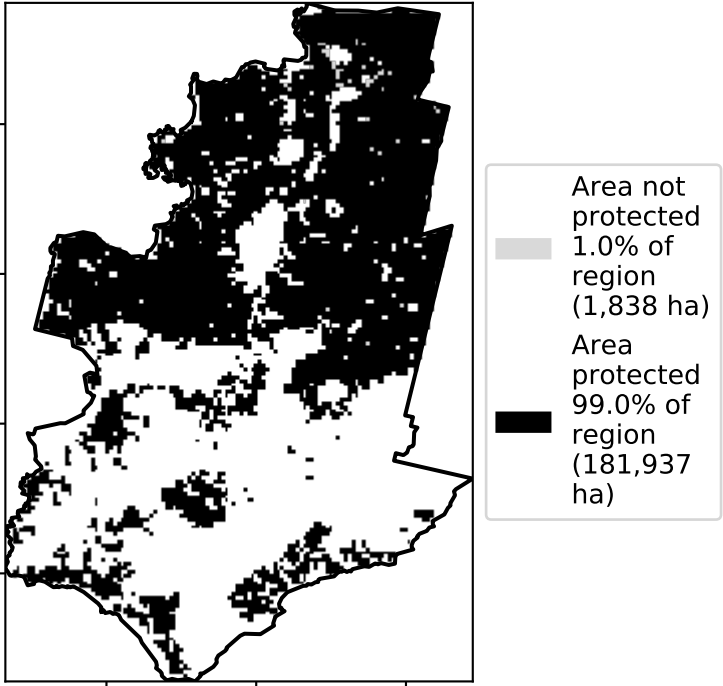 Area not
protected
1.0% of
region
(1,838 ha)
Area
protected
99.0% of
region
(181,937
ha)